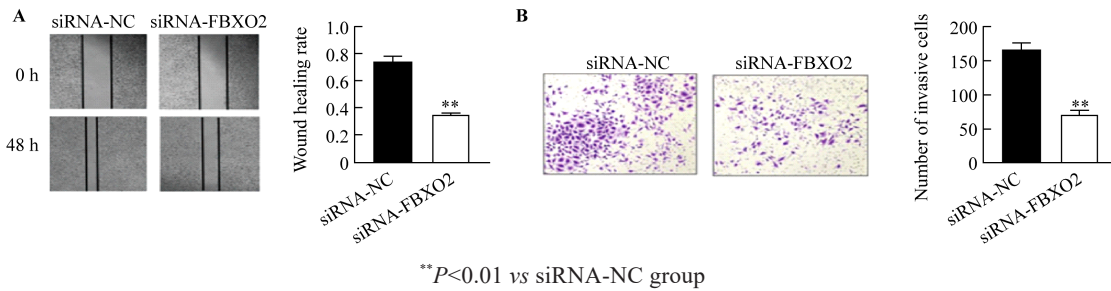 A
siRNA-NC siRNA-FBXO2
0 h
48 h
Wound healing rate
1.0
0.8
0.6
0.4
0.2
0
**
siRNA-NC
siRNA-FBXO2
B
siRNA-NC siRNA-FBXO2
Number of invasive cells
200
150
100
50
0
**
siRNA-NC
siRNA-FBXO2
**P<0.01 vs siRNA-NC group